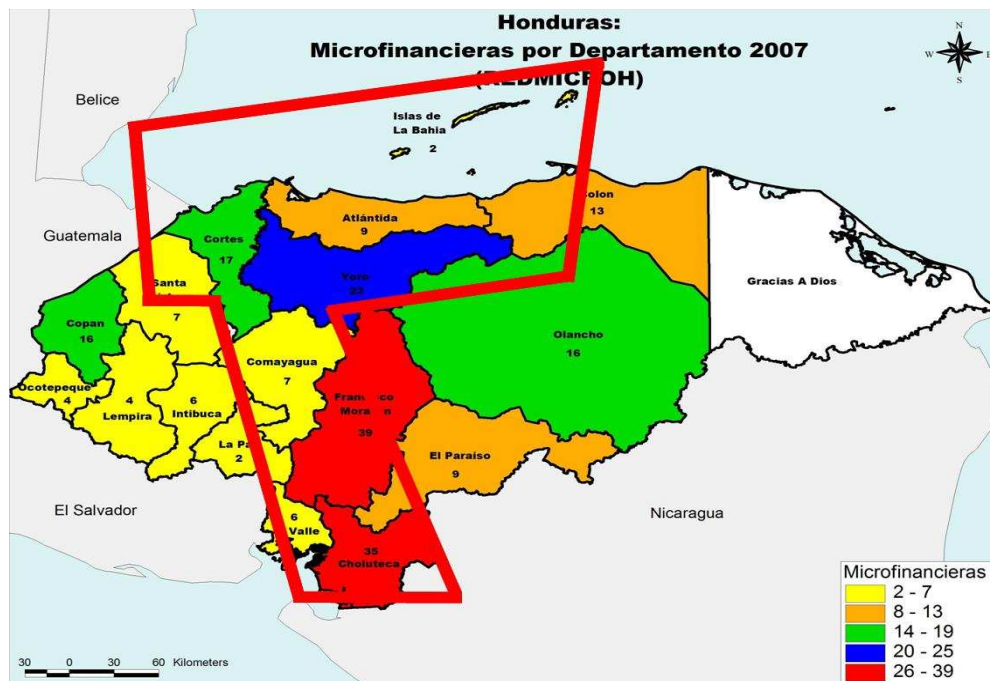 Honduras:
Microfinancieras por Departamento 2007
(REDMICROH)
N
W
E
S
Belice
Islas de
La Bahia
2
Guatemala
Cortes
17
Atlántida
9
Colon
13
Yoro
23
Santa
7
Gracias A Dios
Copan
16
Olancho
16
Comayagua
7
Ocotepeque
4
4
Lempira
6
Intibuca
39
La Pa
2
El Paraíso
9
El Salvador
6
Valle
35
Choluteca
Nicaragua
Microfinancieras
2 - 7
8 - 13
14 - 19
20 - 25
26 - 39
30 0 30 60 Kilometers